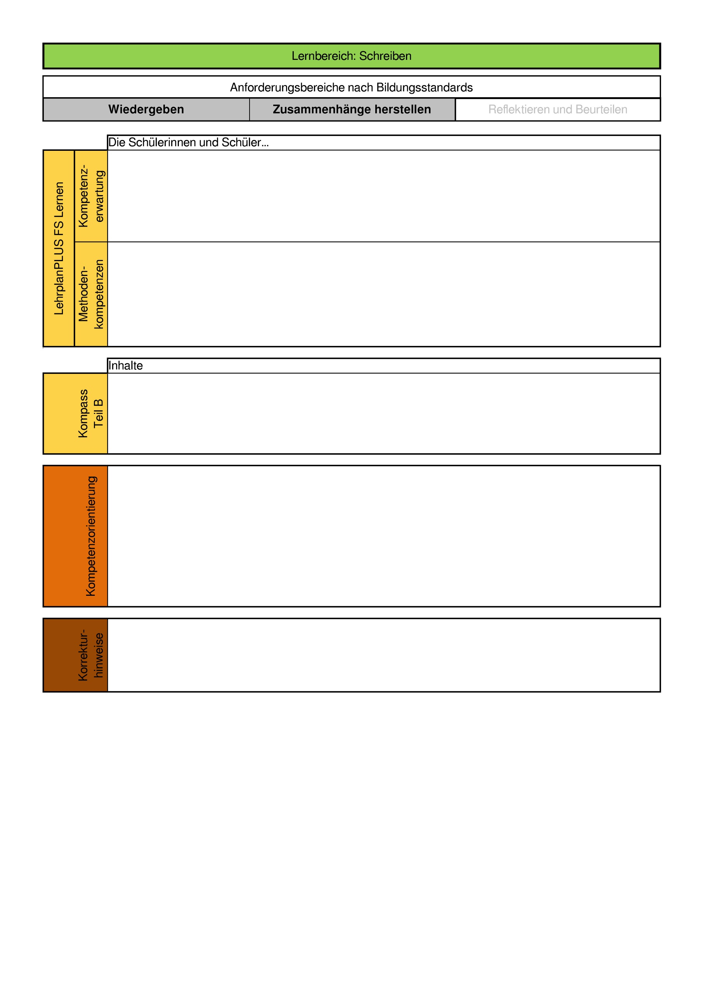 Lernbereich: Schreiben
Anforderungsbereiche nach Bildungsstandards
Wiedergeben
Zusammenhänge herstellen
Reflektieren und Beurteilen
Die Schülerinnen und Schüler...
LehrplanPLUS FS Lernen
Kompetenz-
erwartung
Methoden-
kompetenzen
Inhalte
Kompass
Teil B
Kompetenzorientierung
Korrektur-
hinweise